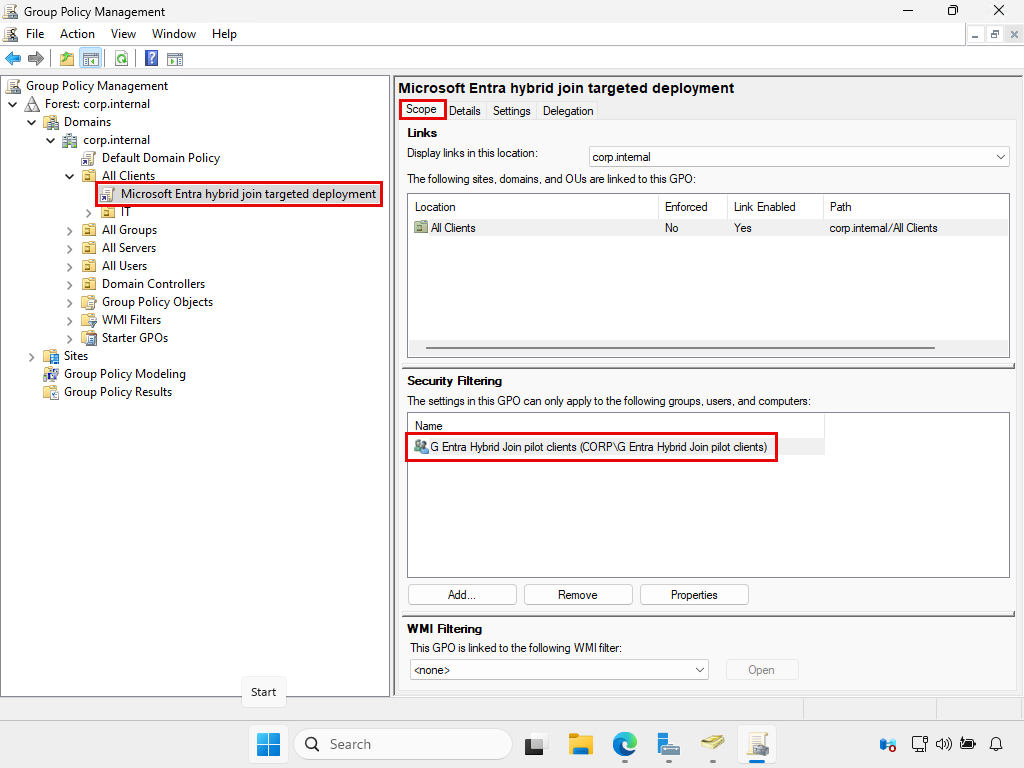 Group Policy Management
File Action View Window Help
Group Policy Management
Forest: corp.internal
Domains
corp.internal
Default Domain Policy
All Clients
Microsoft Entra hybrid join targeted deployment
IT
All Groups
All Servers
All Users
Domain Controllers
Group Policy Objects
WMI Filters
Starter GPOs
Sites
Group Policy Modeling
Group Policy Results
Microsoft Entra hybrid join targeted deployment
Scope Details Settings Delegation
Links
Display links in this location: corp.internal
The following sites, domains, and OUs are linked to this GPO:
Location Enforced Link Enabled Path
All Clients No Yes corp.internal/All Clients
Security Filtering
The settings in this GPO can only apply to the following groups, users, and computers:
Name
G Entra Hybrid Join pilot clients (CORP\G Entra Hybrid Join pilot clients)
Add... Remove Properties
WMI Filtering
This GPO is linked to the following WMI filter:
<none> Open
Start
Search